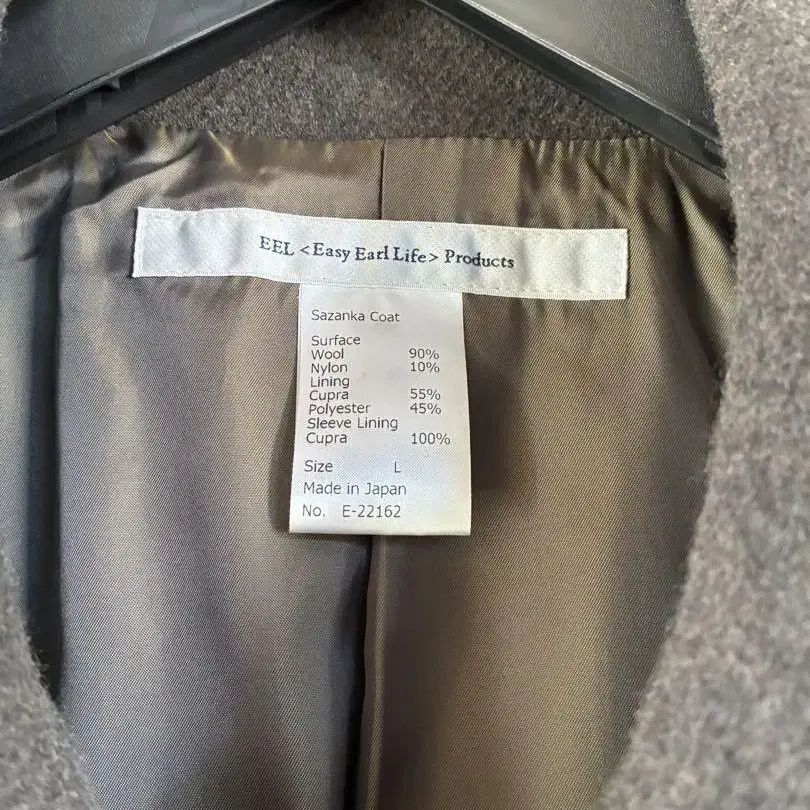 EEL <Easy Earl Life> Products
Sazanka Coat
Surface
Wool 90%
Nylon 10%
Lining
Cupra 55%
Polyester 45%
Sleeve Lining
Cupra 100%
Size L
Made in Japan
No. E-22162